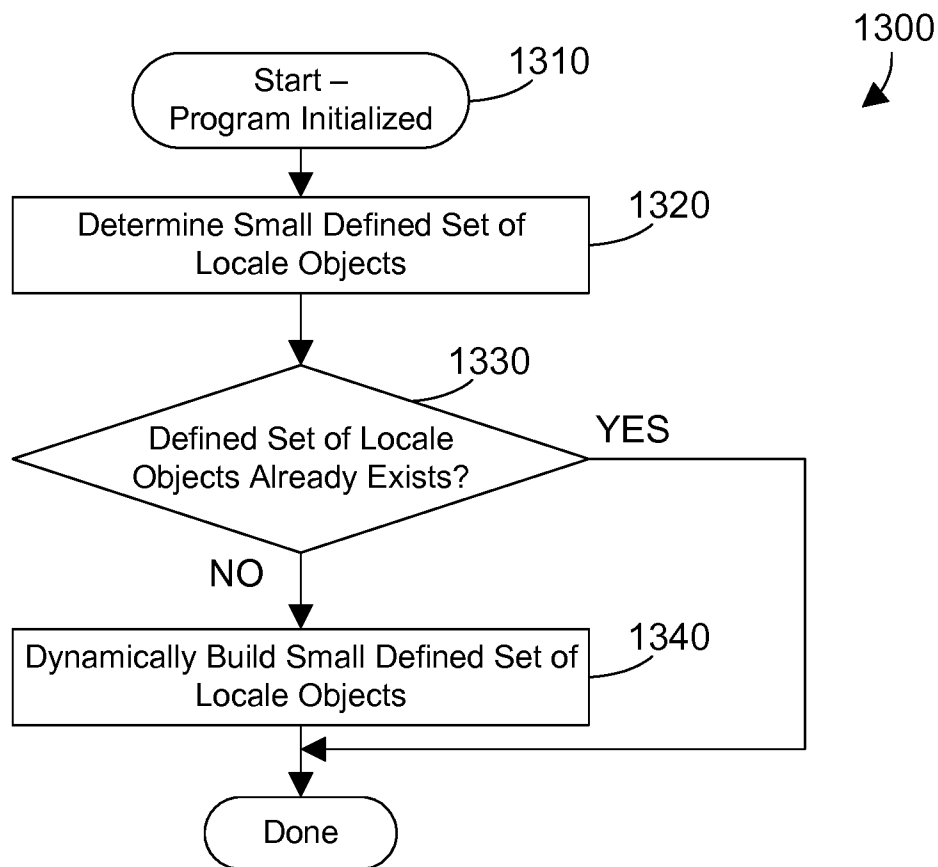 1300
Start –
Program Initialized
1310
Determine Small Defined Set of
Locale Objects
1320
Defined Set of Locale
Objects Already Exists?
1330
YES
NO
Dynamically Build Small Defined Set of
Locale Objects
1340
Done